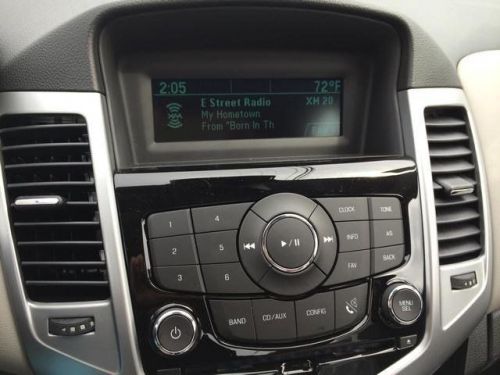 2:05 72°F
E Street Radio XM 20
My Hometown
XM
From "Born In Th
1 4 CLOCK TONE
2 5 INFO AS
3 6 FAV BACK
BAND CD/AUX CONFIG
MENU
SEL